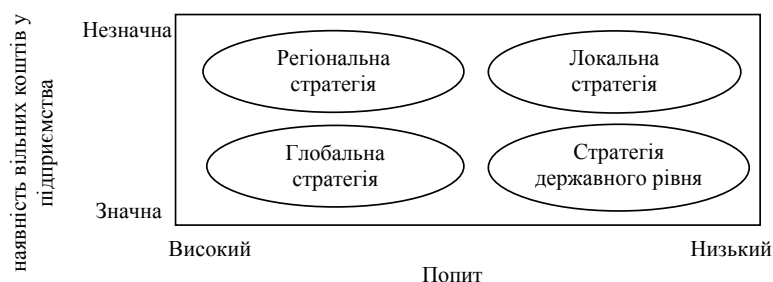 наявність вільних коштів у
підприємства
Незначна
Регіональна
стратегія
Локальна
стратегія
Глобальна
стратегія
Стратегія
державного рівня
Значна
Високий
Низький
Попит